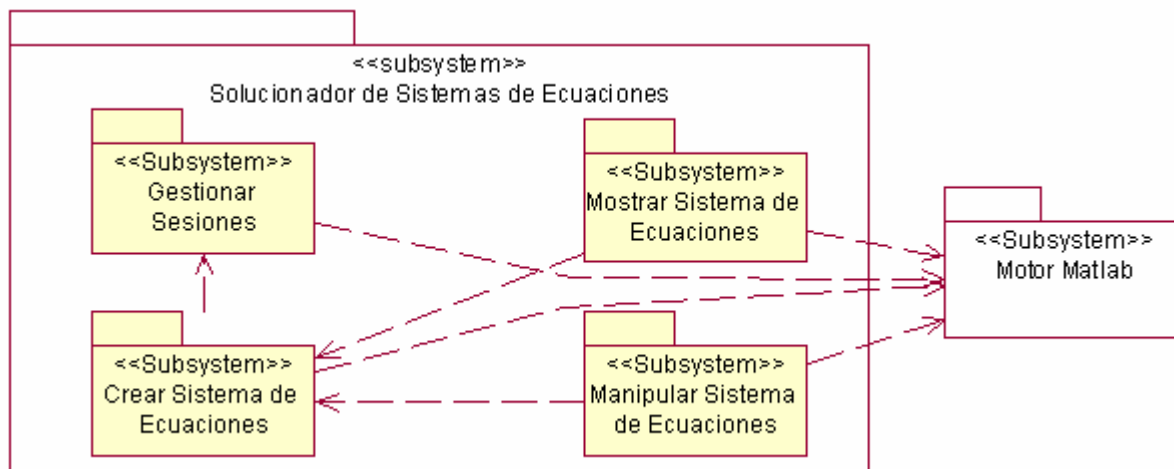 <<subsystem>>
Solucionador de Sistemas de Ecuaciones
<<Subsystem>>
Gestionar
Sesiones
<<Subsystem>>
Mostrar Sistema de
Ecuaciones
<<Subsystem>>
Motor Matlab
<<Subsystem>>
Crear Sistema de
Ecuaciones
<<Subsystem>>
Manipular Sistema
de Ecuaciones